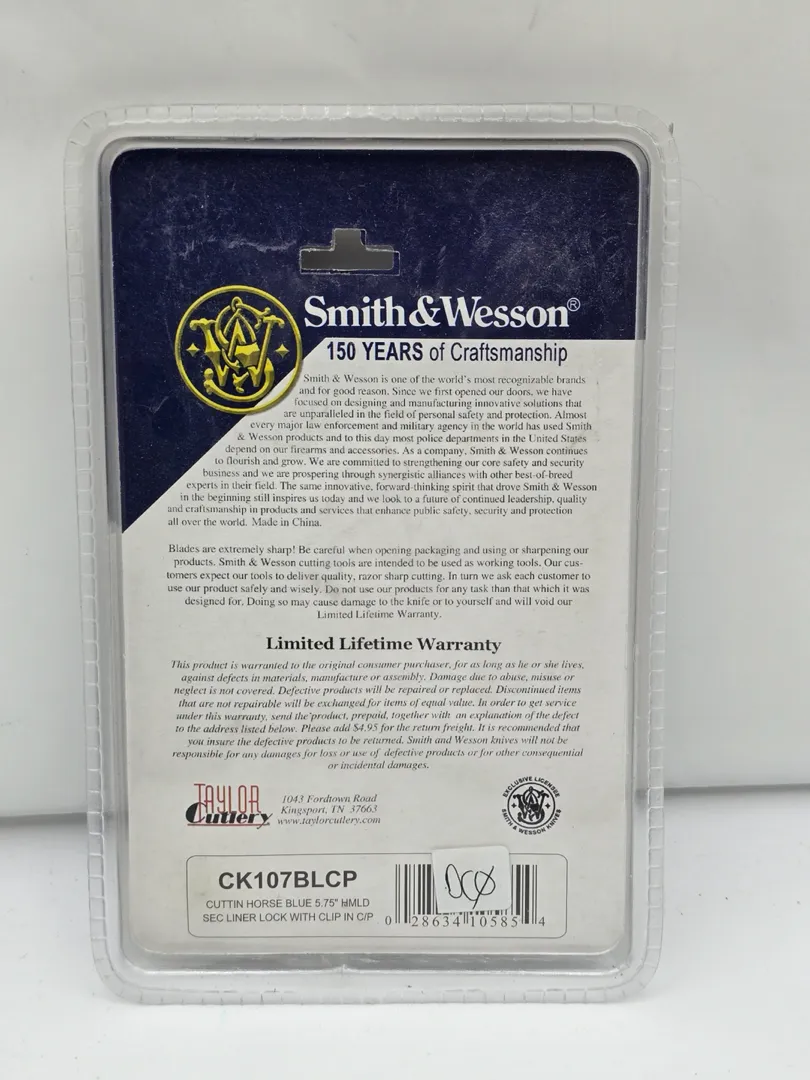 Smith & Wesson®
150 YEARS of Craftsmanship
Smith & Wesson is one of the world's most recognizable brands
and for good reason. Since we first opened our doors, we have
focused on designing and manufacturing innovative solutions that
are unparalleled in the field of personal safety and protection. Almost
every major law enforcement and military agency in the world has used Smith
& Wesson products and to this day most police departments in the United States
depend on our firearms and accessories. As a company, Smith & Wesson continues
to flourish and grow. We are committed to strengthening our core safety and security
business and we are prospering through synergistic alliances with other best-of-breed
experts in their field. The same innovative, forward-thinking spirit that drove Smith & Wesson
in the beginning still inspires us today and we look to a future of continued leadership, quality
and craftsmanship in products and services that enhance public safety, security and protection
all over the world. Made in China.
Blades are extremely sharp! Be careful when opening packaging and using or sharpening our
products. Smith & Wesson cutting tools are intended to be used as working tools. Our cus-
tomers expect our tools to deliver quality, razor sharp cutting. In turn we ask each customer to
use our product safely and wisely. Do not use our products for any task than that which it was
designed for. Doing so may cause damage to the knife or to yourself and will void our
Limited Lifetime Warranty.
Limited Lifetime Warranty
This product is warranted to the original consumer purchaser, for as long as he or she lives,
against defects in materials, manufacture or assembly. Damage due to abuse, misuse or
neglect is not covered. Defective products will be repaired or replaced. Discontinued items
that are not repairable will be exchanged for items of equal value. In order to get service
under this warranty, send the product, prepaid, together with an explanation of the defect
to the address listed below. Please add $4.95 for the return freight. It is recommended that
you insure the defective products to be returned. Smith and Wesson knives will not be
responsible for any damages for loss or use of defective products or for other consequential
or incidental damages.
TAYLOR
Cutlery
1043 Fordtown Road
Kingsport, TN 37663
www.taylorcutlery.com
EXCLUSIVE LICENSEE
SMITH & WESSON KNIVES
CK107BLCP
CUTTIN HORSE BLUE 5.75" HMLD
SEC LINER LOCK WITH CLIP IN C/P
0 28634 10585 4